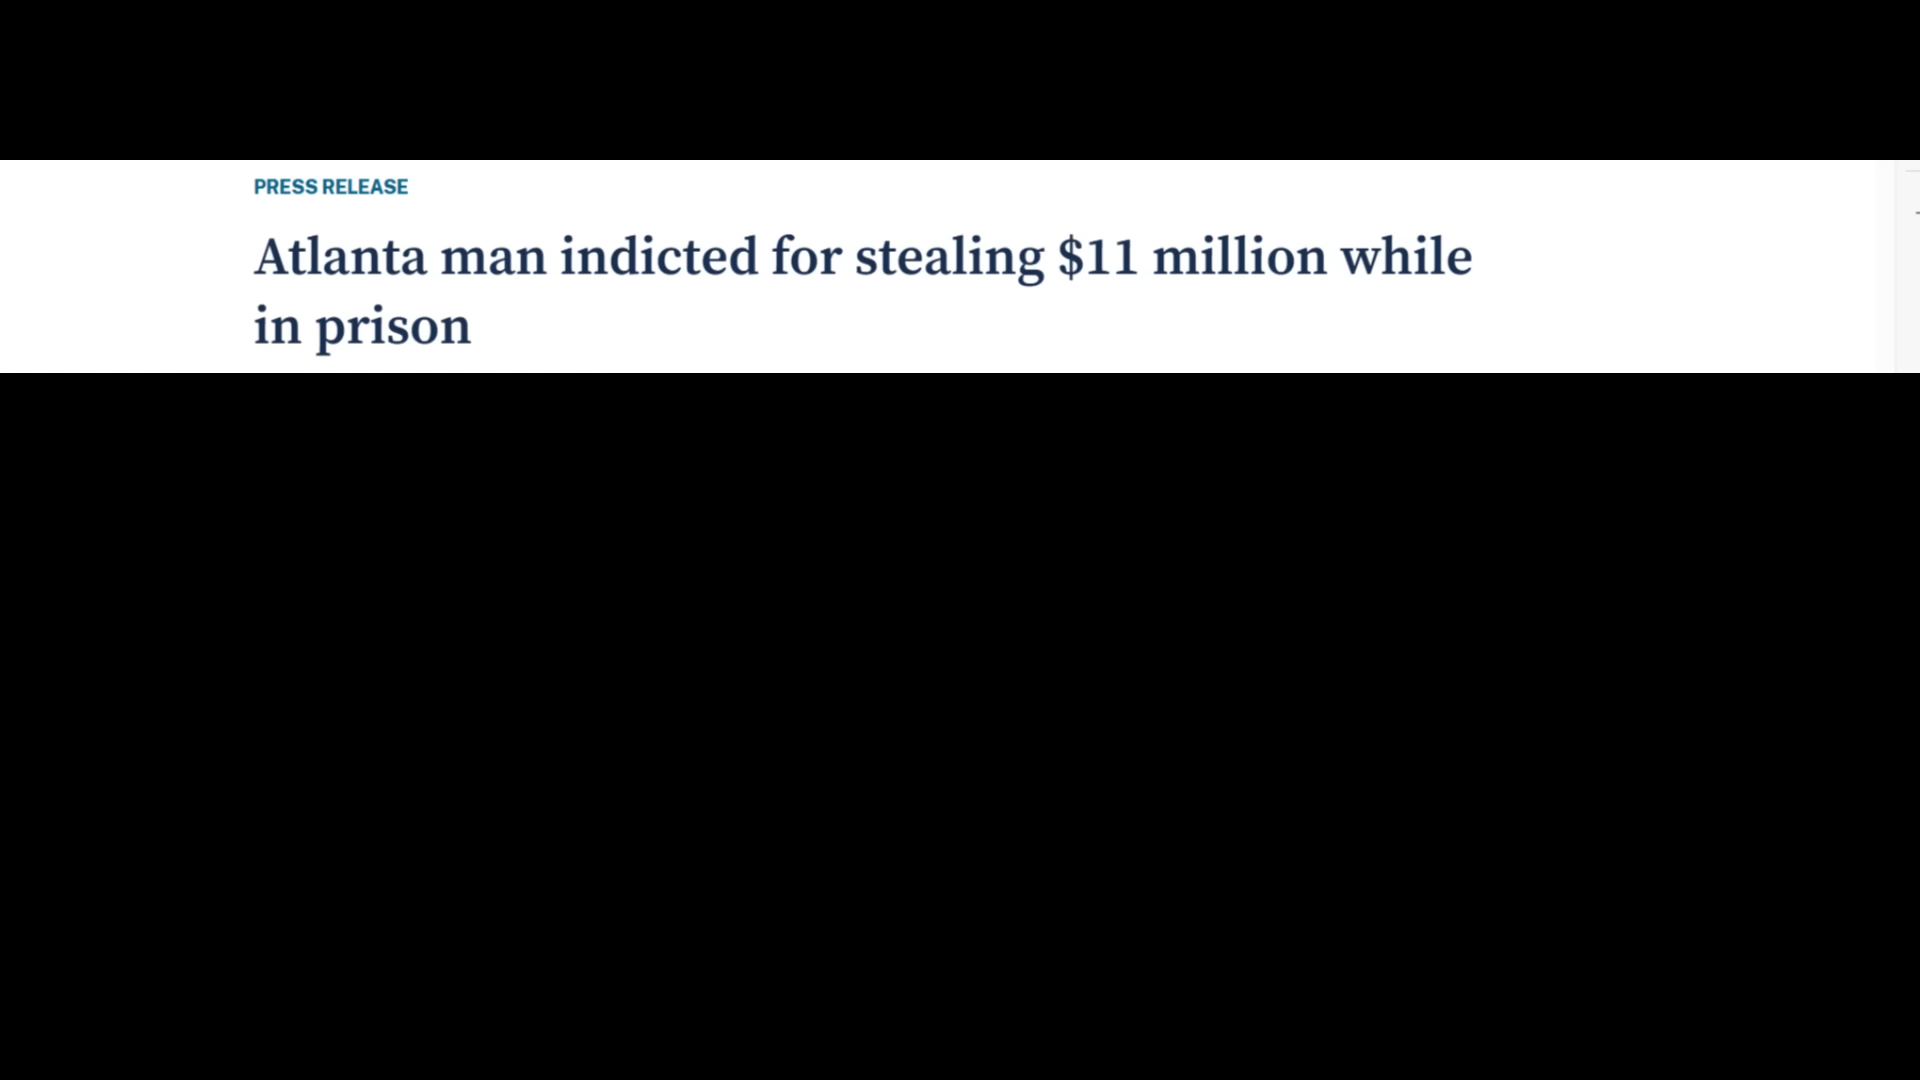 PRESS RELEASE
Atlanta man indicted for stealing $11 million while
in prison